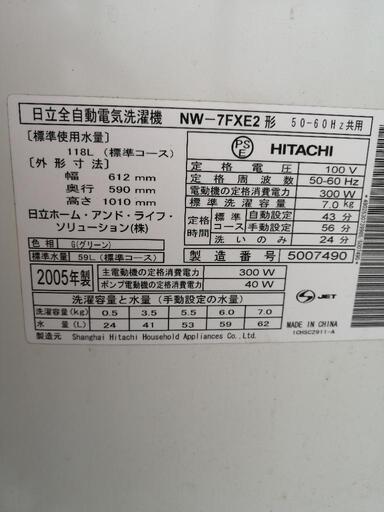 日立全自動電気洗濯機 NW-7FXE2形 50-60Hz共用
[標準使用水量]
118L (標準コース)
[外形寸法]
幅 612 mm
奥行 590 mm
高さ 1010 mm
日立ホーム・アンド・ライフ・
ソリューション(株)
色相 G(グリーン)
標準水量 59L (標準コース)
PS
E
HITACHI
定格電圧 100 V
定格周波数 50-60 Hz
電動機の定格消費電力 300 W
標準洗濯容量 7.0 kg
定格時間 標準コース 自動設定 43 分
手動設定 56 分
洗いのみ 24 分
製造番号 5007490
2005年製
主電動機の定格消費電力 300 W
ポンプ電動機の定格消費電力 40 W
洗濯容量と水量 (手動設定の水量)
洗濯容量(kg) 0.5 3.5 5.5 6.0 7.0
水量(L) 24 41 53 59 62
製造元 Shanghai Hitachi Household Appliances Co., Ltd.
S JET
MADE IN CHINA
ICHSC2911-A